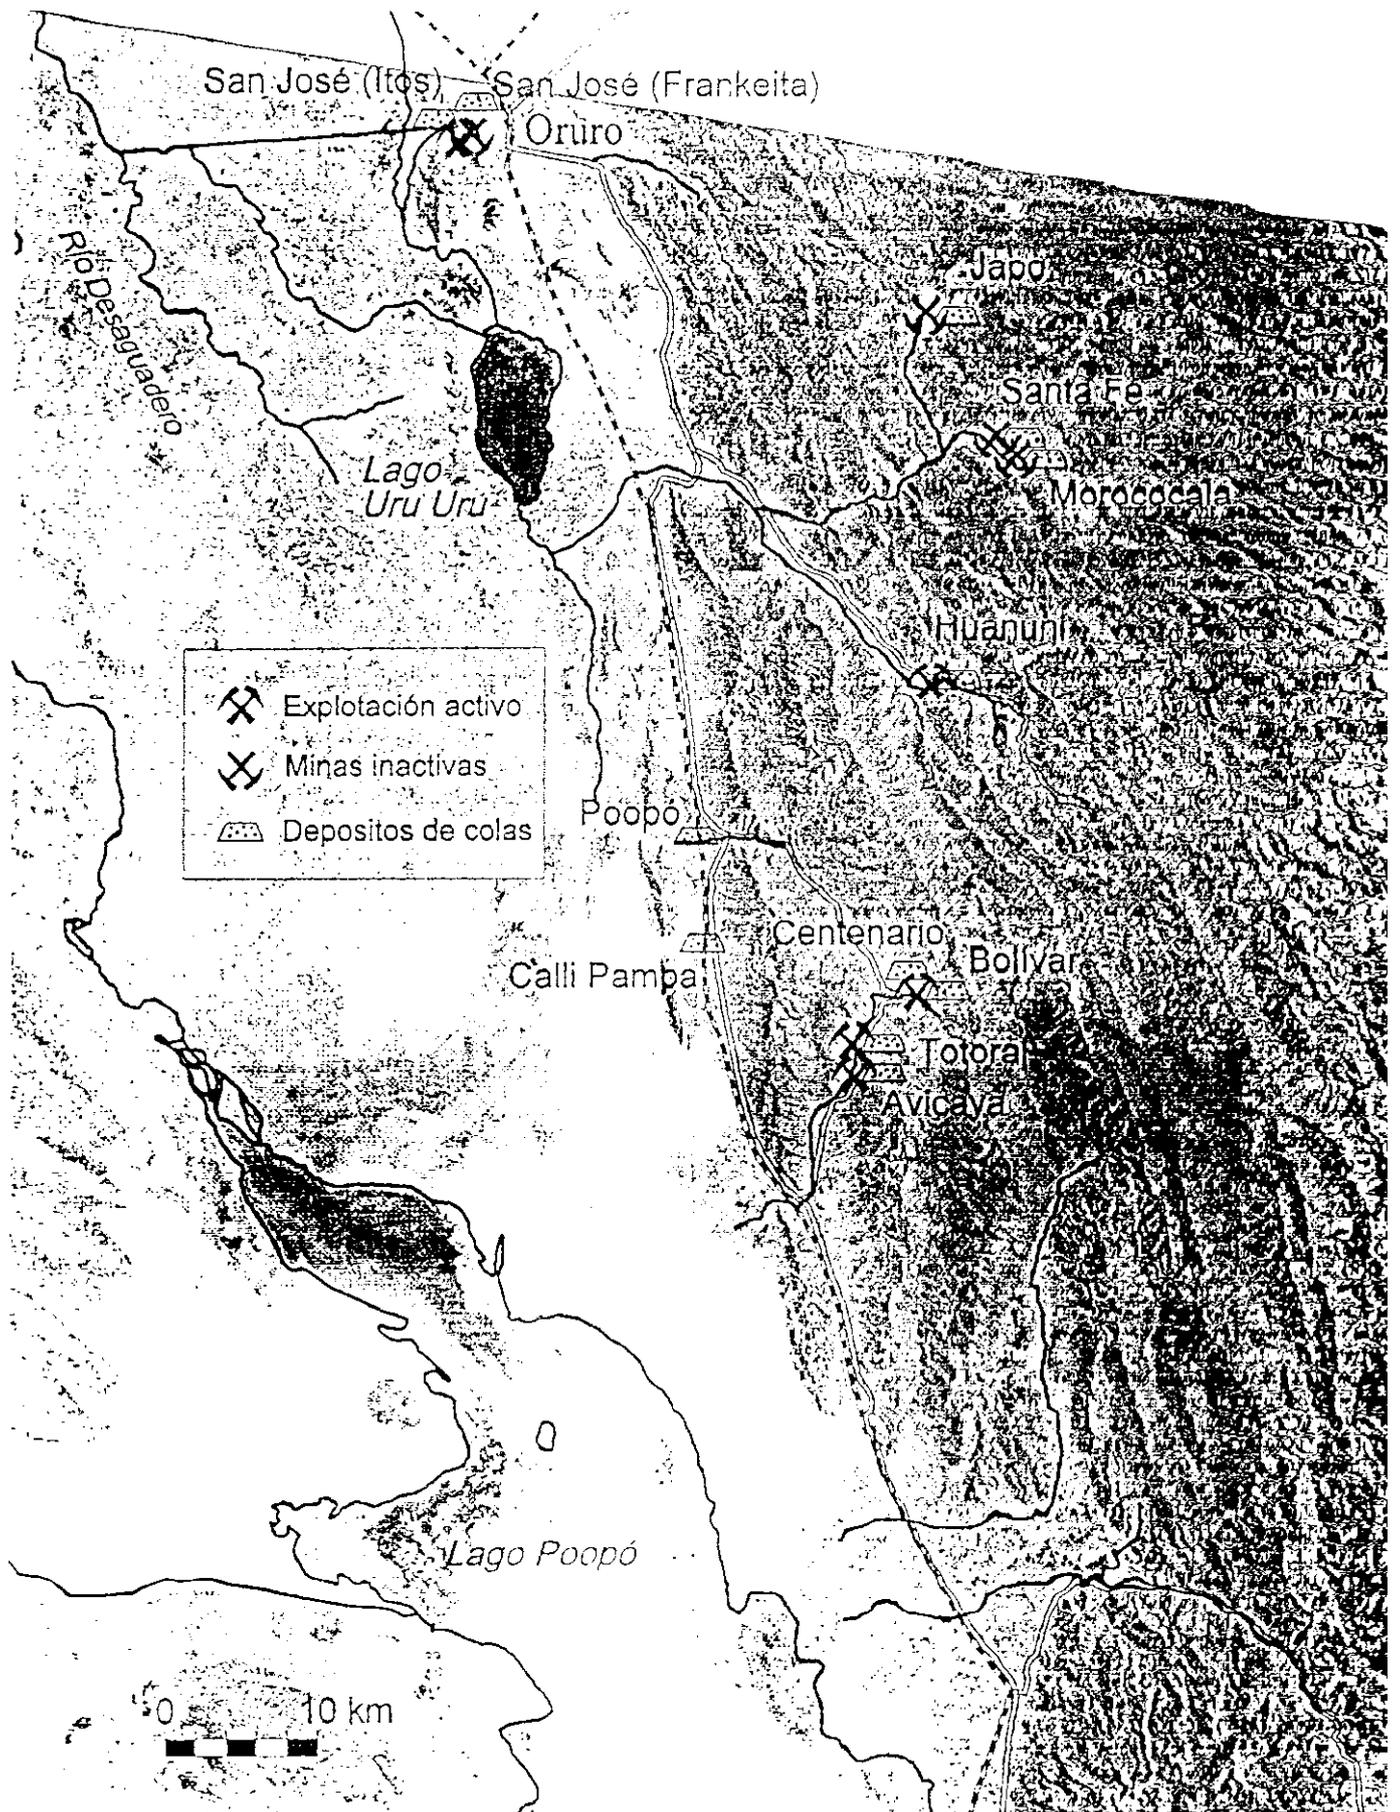 San José (Itos)
San José (Frankeita)
Oruro
Río Desaguadero
Japo
Santa Fe
Lago
Uru Uru
Morococala
Huanuni
Explotación activo
Minas inactivas
Depositos de colas
Poopó
Centenario
Bolívar
Calli Pampa
Totoral
Avicaya
Lago Poopó
0 10 km